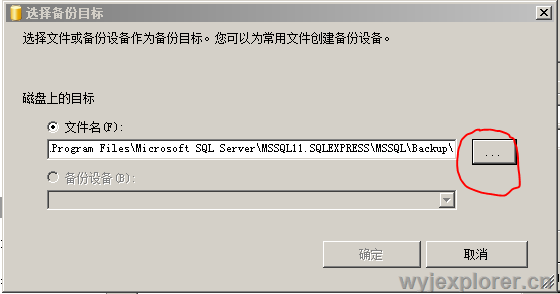 选择备份目标
选择文件或备份设备作为备份目标。您可以为常用文件创建备份设备。
磁盘上的目标
文件名(F):
Program Files\Microsoft SQL Server\MSSQL11.SQLEXPRESS\MSSQL\Backup\
...
备份设备(B):
确定
取消
wyjexplorer.cn